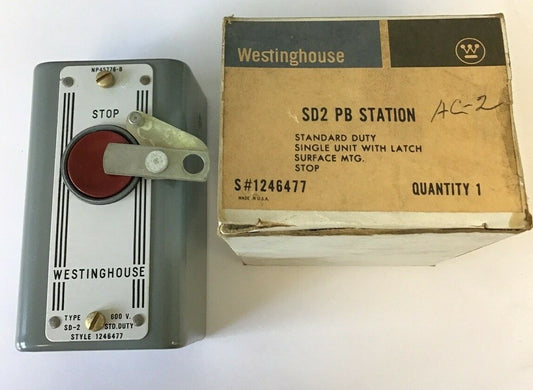 NP45776-B
STOP
WESTINGHOUSE
TYPE 600 V.
SD-2 STD.DUTY
STYLE 1246477
Westinghouse
W
SD2 PB STATION AC-2
STANDARD DUTY
SINGLE UNIT WITH LATCH
SURFACE MTG.
STOP
S#1246477 QUANTITY 1
MADE IN U.S.A.